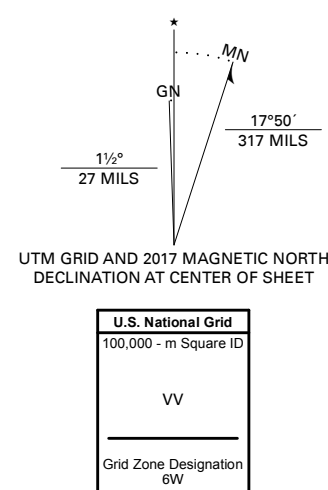 ★
MN
GN
17°50´
317 MILS
1½°
27 MILS
UTM GRID AND 2017 MAGNETIC NORTH
DECLINATION AT CENTER OF SHEET
U.S. National Grid
100,000 - m Square ID
VV
Grid Zone Designation
6W